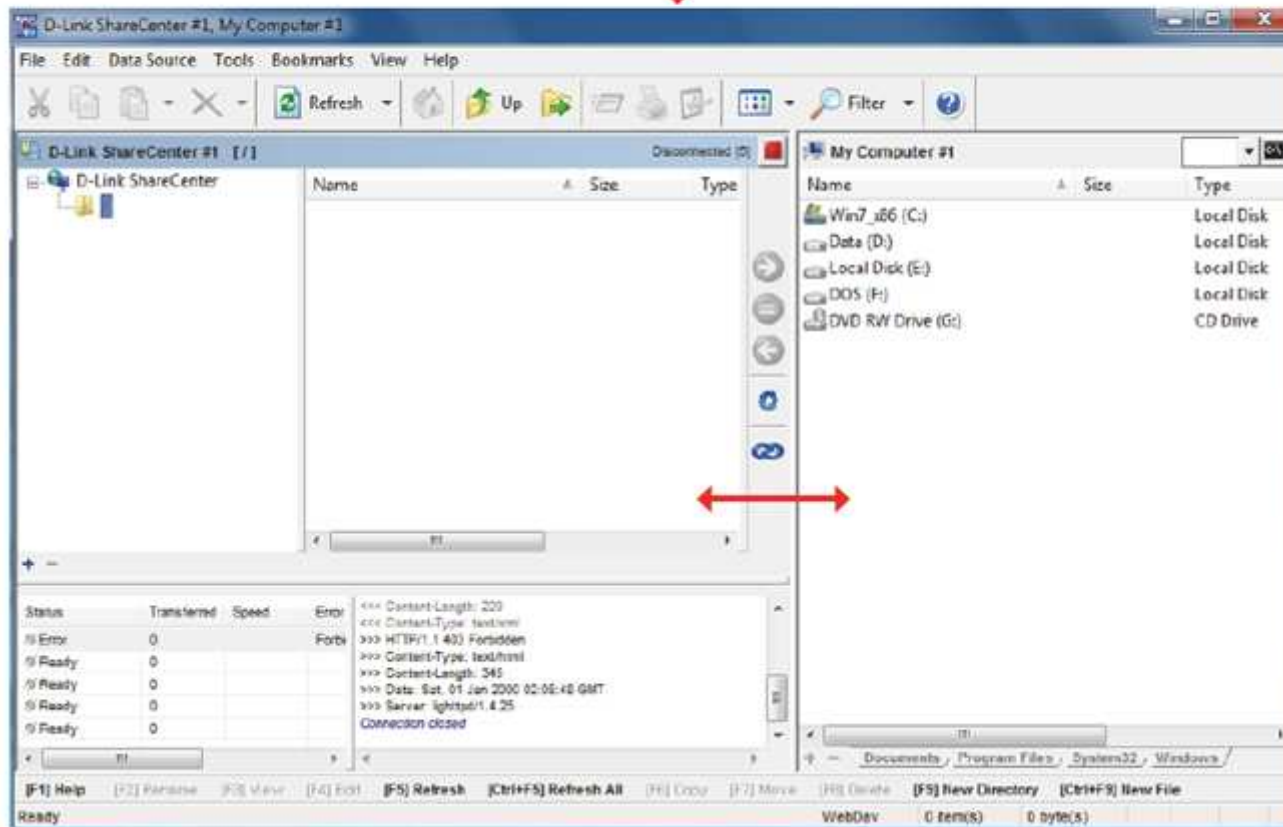 D-Link ShareCenter #1, My Computer #1
File Edit Data Source Tools Bookmarks View Help
Refresh Up Filter
D-Link ShareCenter #1 [/] Disconnected [0]
D-Link ShareCenter
Name Size Type
My Computer #1
Name Size Type
Win7_x86 (C:) Local Disk
Data (D:) Local Disk
Local Disk (E:) Local Disk
DOS (F:) Local Disk
DVD RW Drive (G:) CD Drive
Status Transferred Speed Error
Error 0 Forbi
Ready 0
Ready 0
Ready 0
Ready 0
<<< Content-Length: 220
<<< Content-Type: text/xml
>>> HTTP/1.1 403 Forbidden
>>> Content-Type: text/html
>>> Content-Length: 345
>>> Date: Sat, 01 Jan 2000 02:05:48 GMT
>>> Server: lighttpd/1.4.25
Connection closed
Documents Program Files System32 Windows
[F1] Help [F2] Rename [F3] View [F4] Edit [F5] Refresh [Ctrl+F5] Refresh All [F6] Copy [F7] Move [F8] Delete [F9] New Directory [Ctrl+F9] New File
Ready WebDav 0 item(s) 0 byte(s)